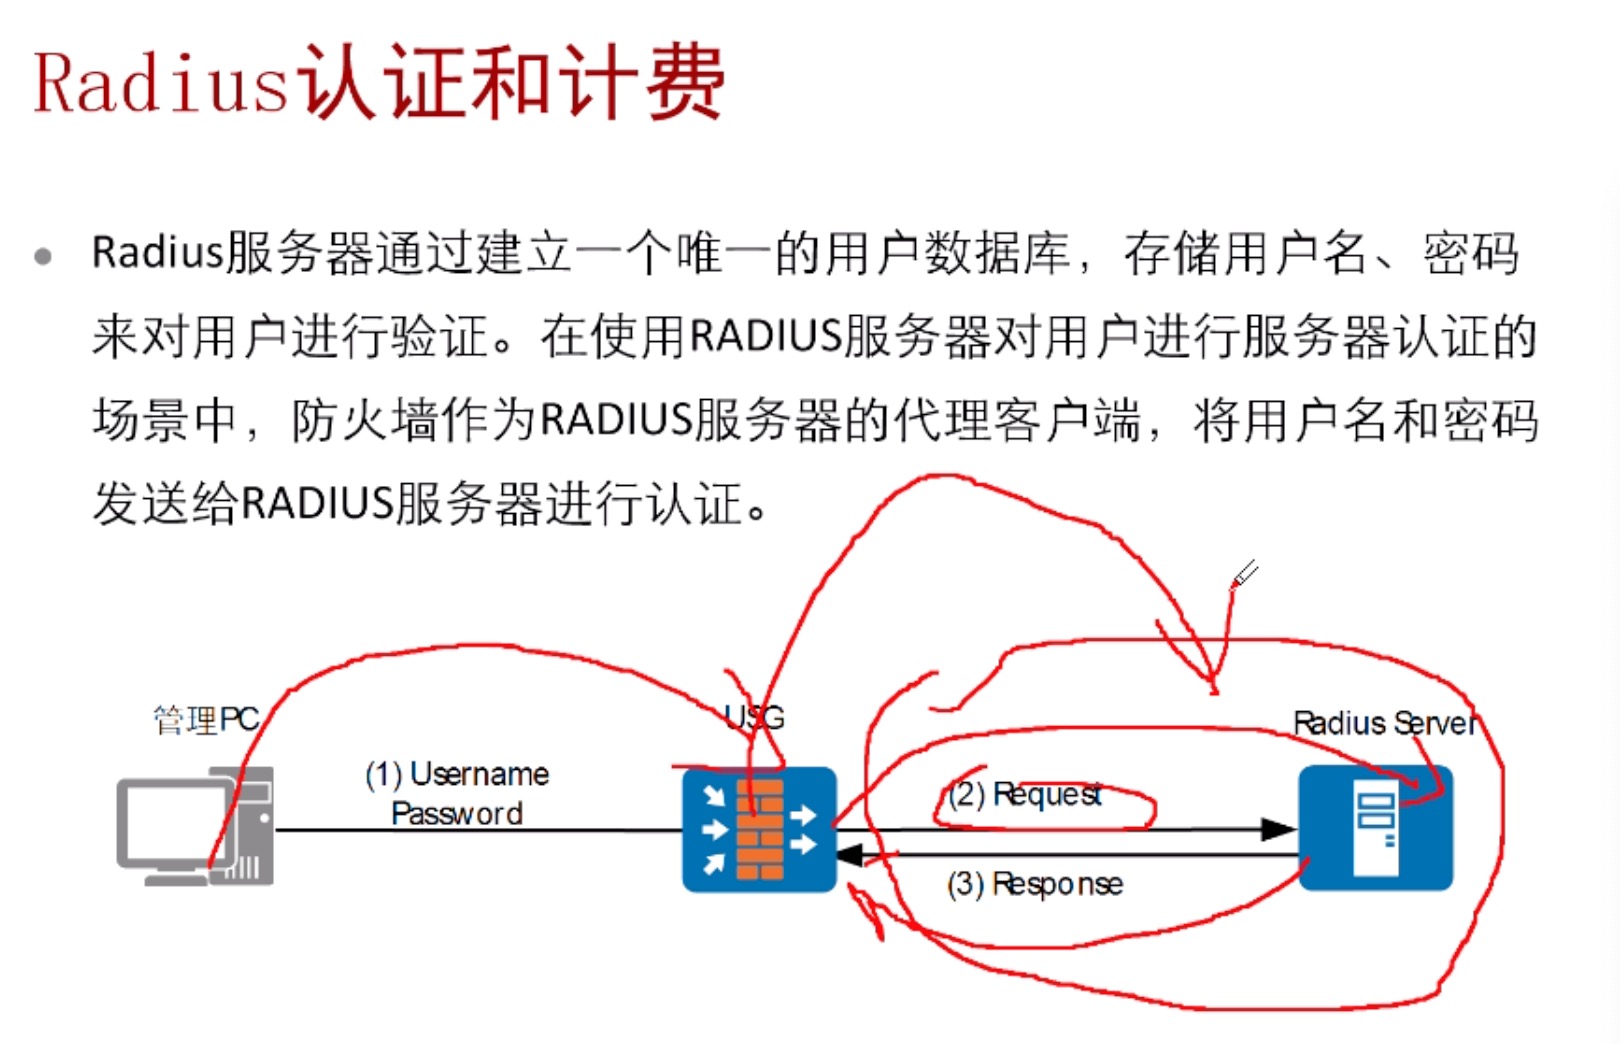 Radius认证和计费
Radius服务器通过建立一个唯一的用户数据库，存储用户名、密码
来对用户进行验证。在使用RADIUS服务器对用户进行服务器认证的
场景中，防火墙作为RADIUS服务器的代理客户端，将用户名和密码
发送给RADIUS服务器进行认证。
管理PC
USG
Radius Server
(1) Username
Password
(2) Request
(3) Response